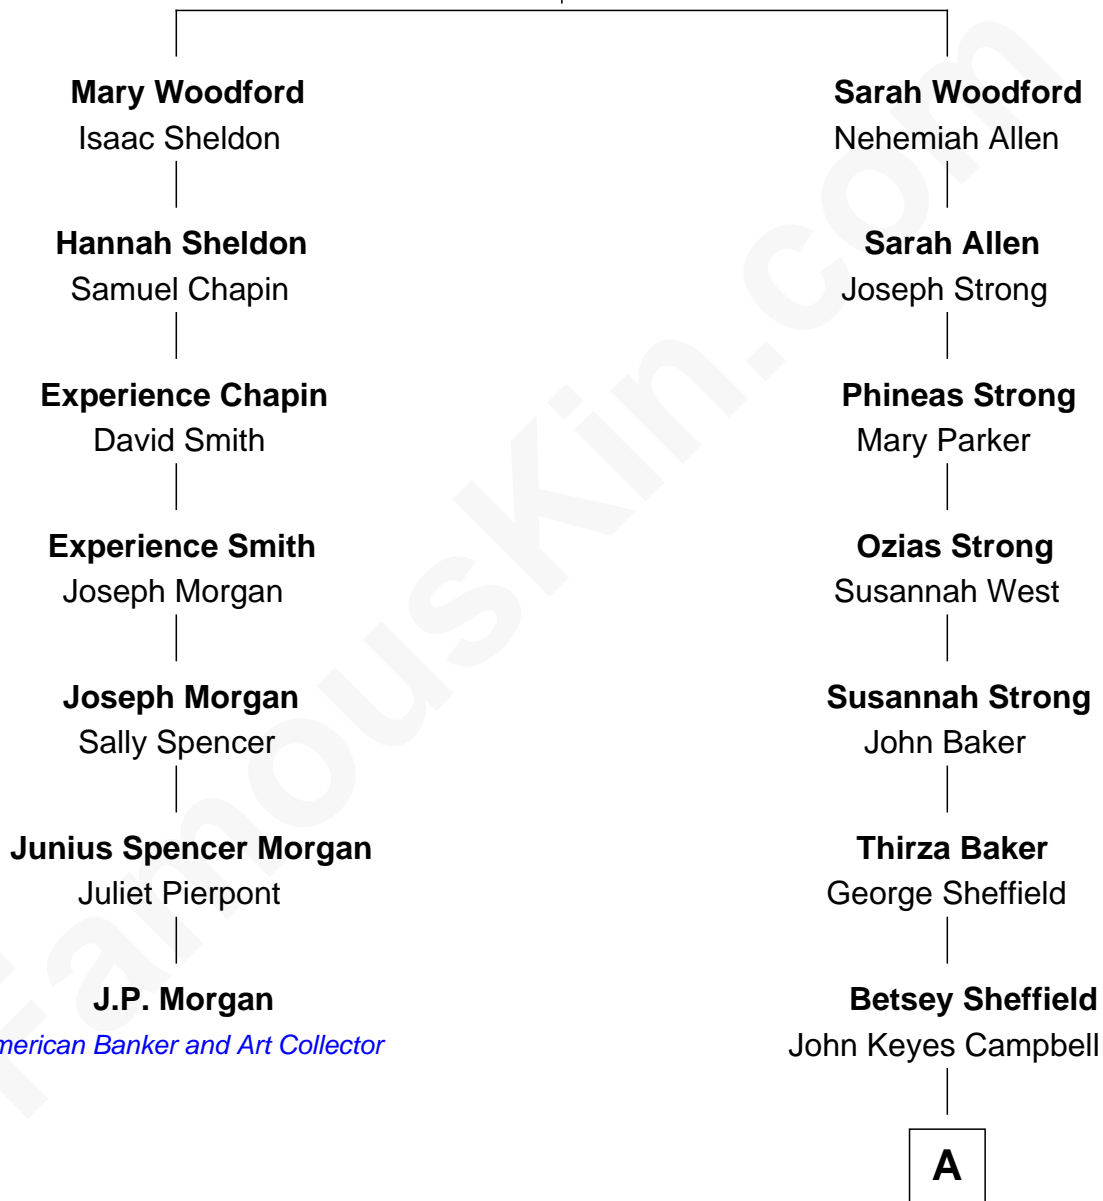 Mary Woodford
Isaac Sheldon
Sarah Woodford
Nehemiah Allen
Hannah Sheldon
Samuel Chapin
Sarah Allen
Joseph Strong
Experience Chapin
David Smith
Phineas Strong
Mary Parker
Experience Smith
Joseph Morgan
Ozias Strong
Susannah West
Joseph Morgan
Sally Spencer
Susannah Strong
John Baker
Junius Spencer Morgan
Juliet Pierpont
Thirza Baker
George Sheffield
J.P. Morgan
merican Banker and Art Collector
Betsey Sheffield
John Keyes Campbell
A
FamousKin.com